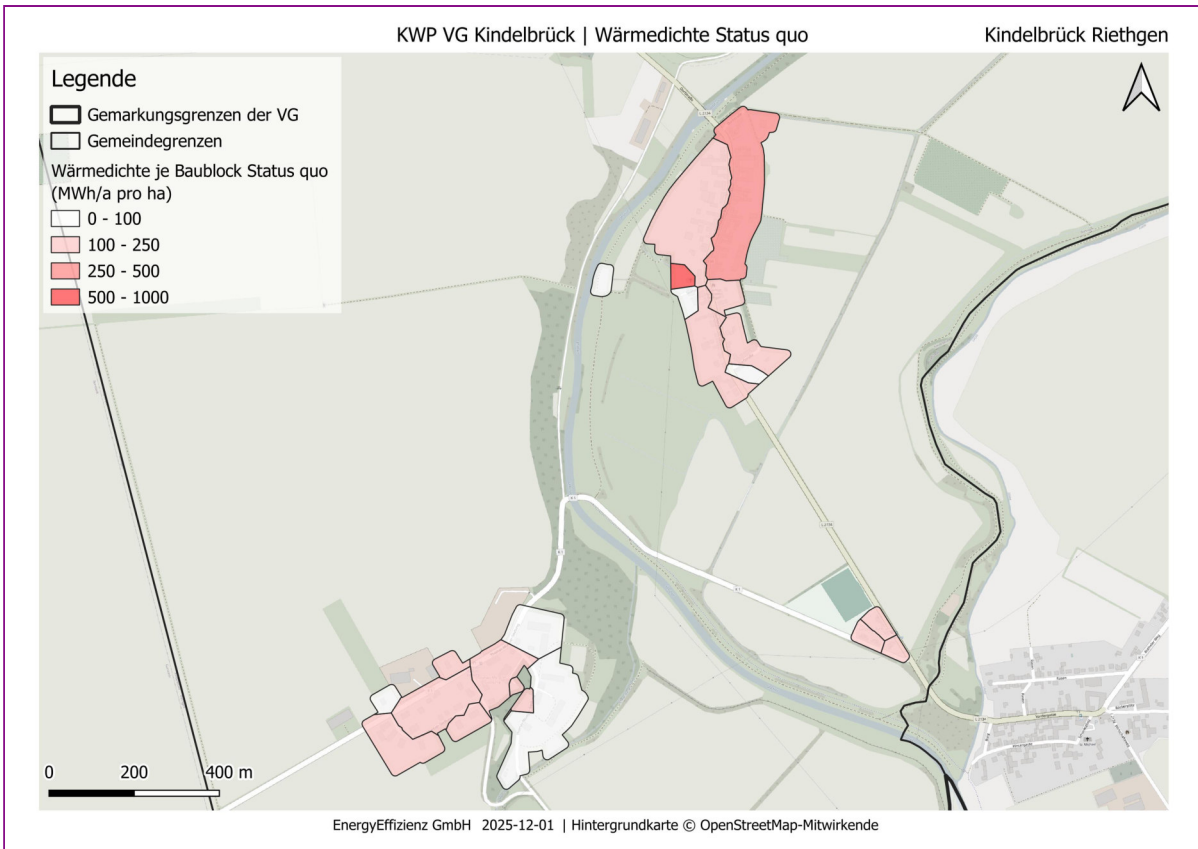 KWP VG Kindelbrück | Wärmedichte Status quo
Kindelbrück Riethgen
Legende
Gemarkungsgrenzen der VG
Gemeindegrenzen
Wärmedichte je Baublock Status quo
(MWh/a pro ha)
0 - 100
100 - 250
250 - 500
500 - 1000
0 200 400 m
EnergyEffizienz GmbH 2025-12-01 | Hintergrundkarte © OpenStreetMap-Mitwirkende